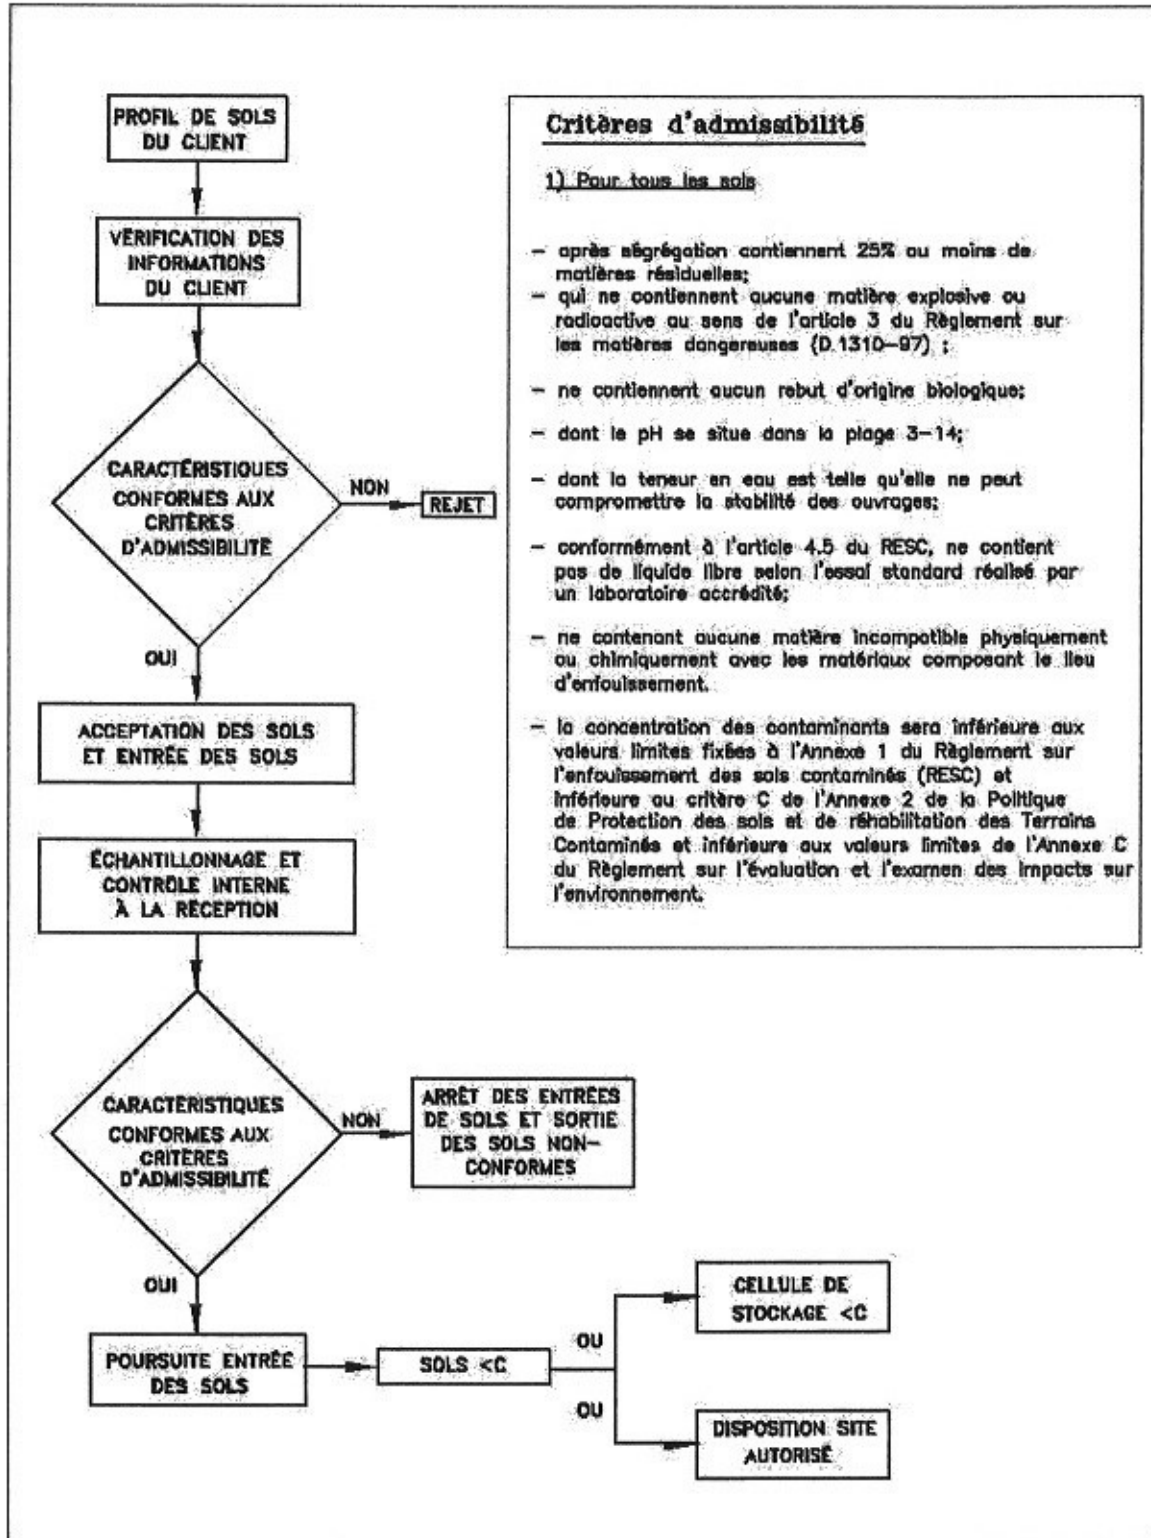 PROFIL DE SOLS
DU CLIENT
VÉRIFICATION DES
INFORMATIONS
DU CLIENT
CARACTÉRISTIQUES
CONFORMES AUX
CRITÈRES
D'ADMISSIBILITÉ
NON
REJET
OUI
ACCEPTATION DES SOLS
ET ENTRÉE DES SOLS
ÉCHANTILLONNAGE ET
CONTRÔLE INTERNE
À LA RÉCEPTION
CARACTÉRISTIQUES
CONFORMES AUX
CRITÈRES
D'ADMISSIBILITÉ
NON
ARRÊT DES ENTRÉES
DE SOLS ET SORTIE
DES SOLS NON-
CONFORMES
OUI
POURSUITE ENTRÉE
DES SOLS
SOLS <C
OU
OU
CELLULE DE
STOCKAGE <C
DISPOSITION SITE
AUTORISÉ
Critères d'admissibilité
1) Pour tous les sols
– après ségrégation contiennent 25% ou moins de
matières résiduelles;
– qui ne contiennent aucune matière explosive ou
radioactive au sens de l'article 3 du Règlement sur
les matières dangereuses (D.1310–97) ;
– ne contiennent aucun rebut d'origine biologique;
– dont le pH se situe dans la plage 3–14;
– dont la teneur en eau est telle qu'elle ne peut
compromettre la stabilité des ouvrages;
– conformément à l'article 4.5 du RESC, ne contient
pas de liquide libre selon l'essai standard réalisé par
un laboratoire accrédité;
– ne contenant aucune matière incompatible physiquement
ou chimiquement avec les matériaux composant le lieu
d'enfouissement.
– la concentration des contaminants sera inférieure aux
valeurs limites fixées à l'Annexe 1 du Règlement sur
l'enfouissement des sols contaminés (RESC) et
inférieure au critère C de l'Annexe 2 de la Politique
de Protection des sols et de réhabilitation des Terrains
Contaminés et inférieure aux valeurs limites de l'Annexe C
du Règlement sur l'évaluation et l'examen des impacts sur
l'environnement.